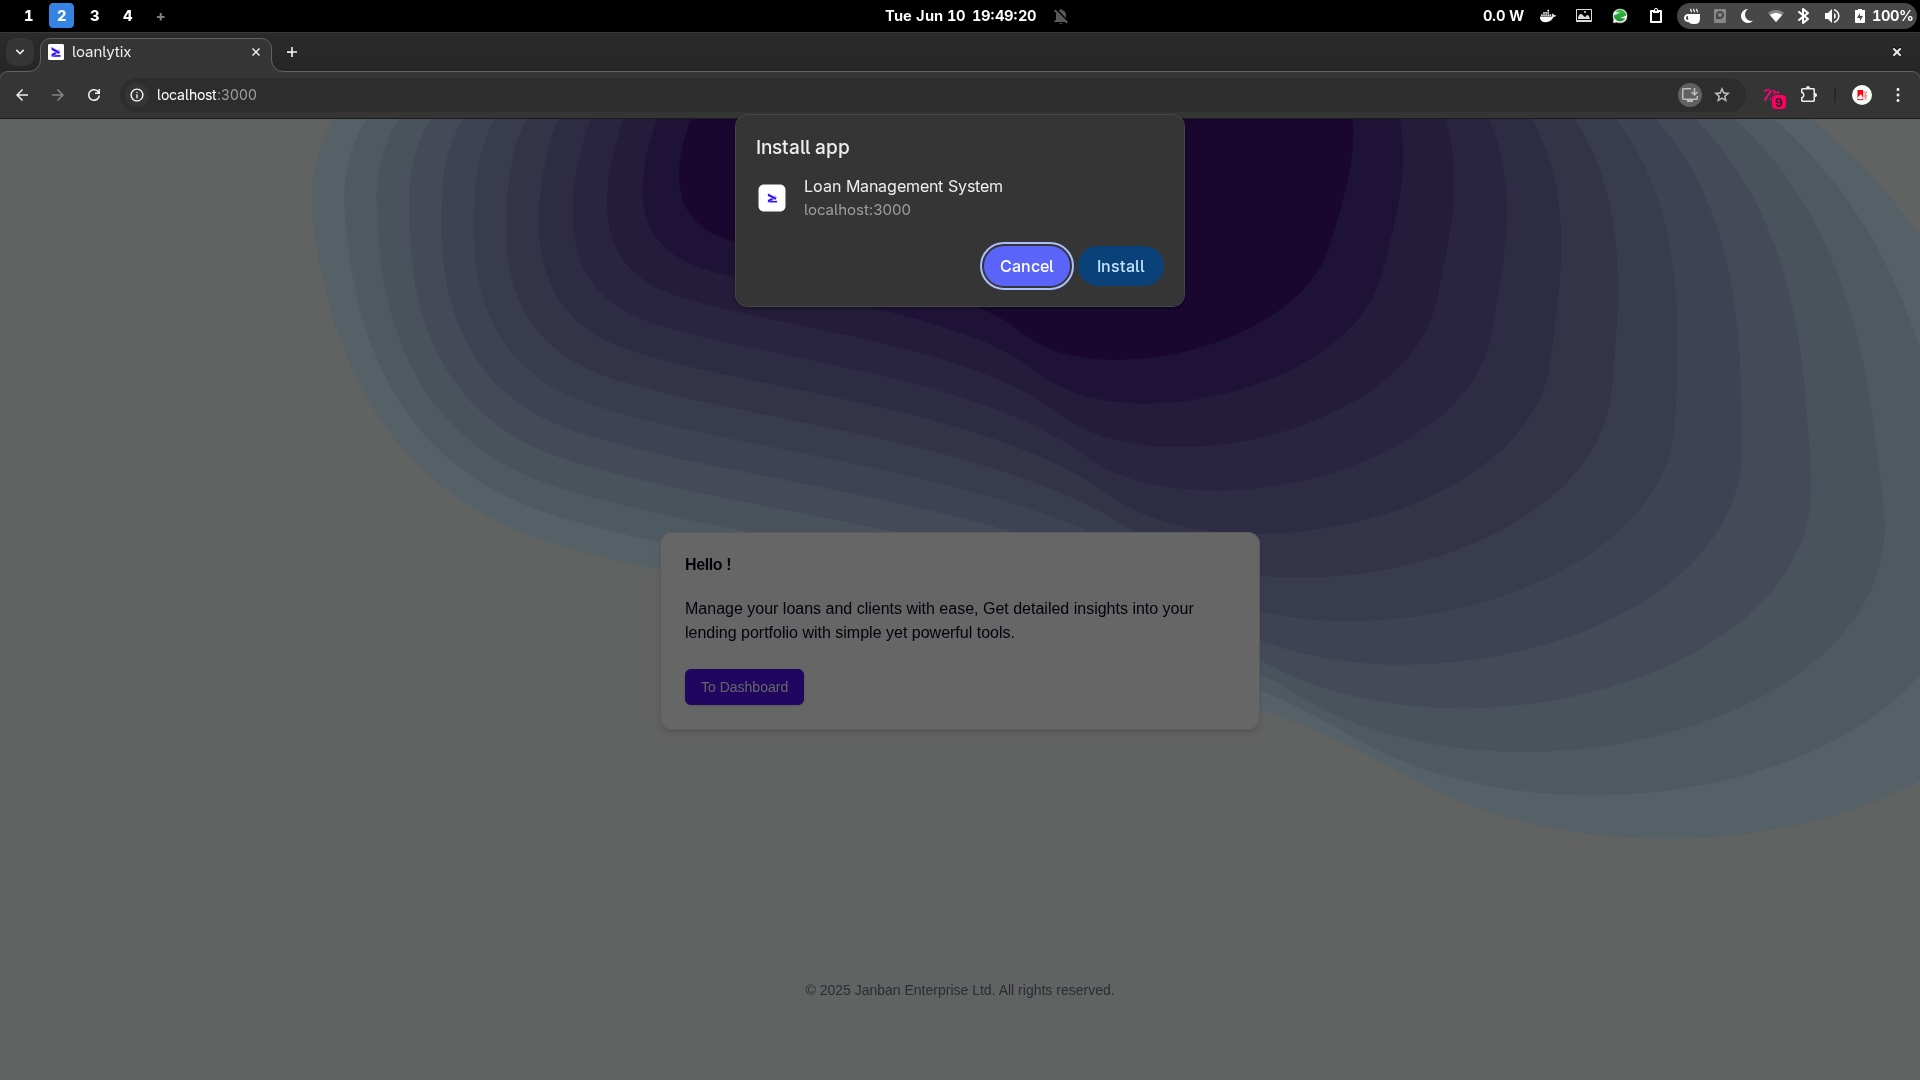 1 2 3 4 +
Tue Jun 10 19:49:20
0.0 W
100%
loanlytix
localhost:3000
9
Install app
Loan Management System
localhost:3000
Cancel Install
Hello !
Manage your loans and clients with ease, Get detailed insights into your
lending portfolio with simple yet powerful tools.
To Dashboard
© 2025 Janban Enterprise Ltd. All rights reserved.